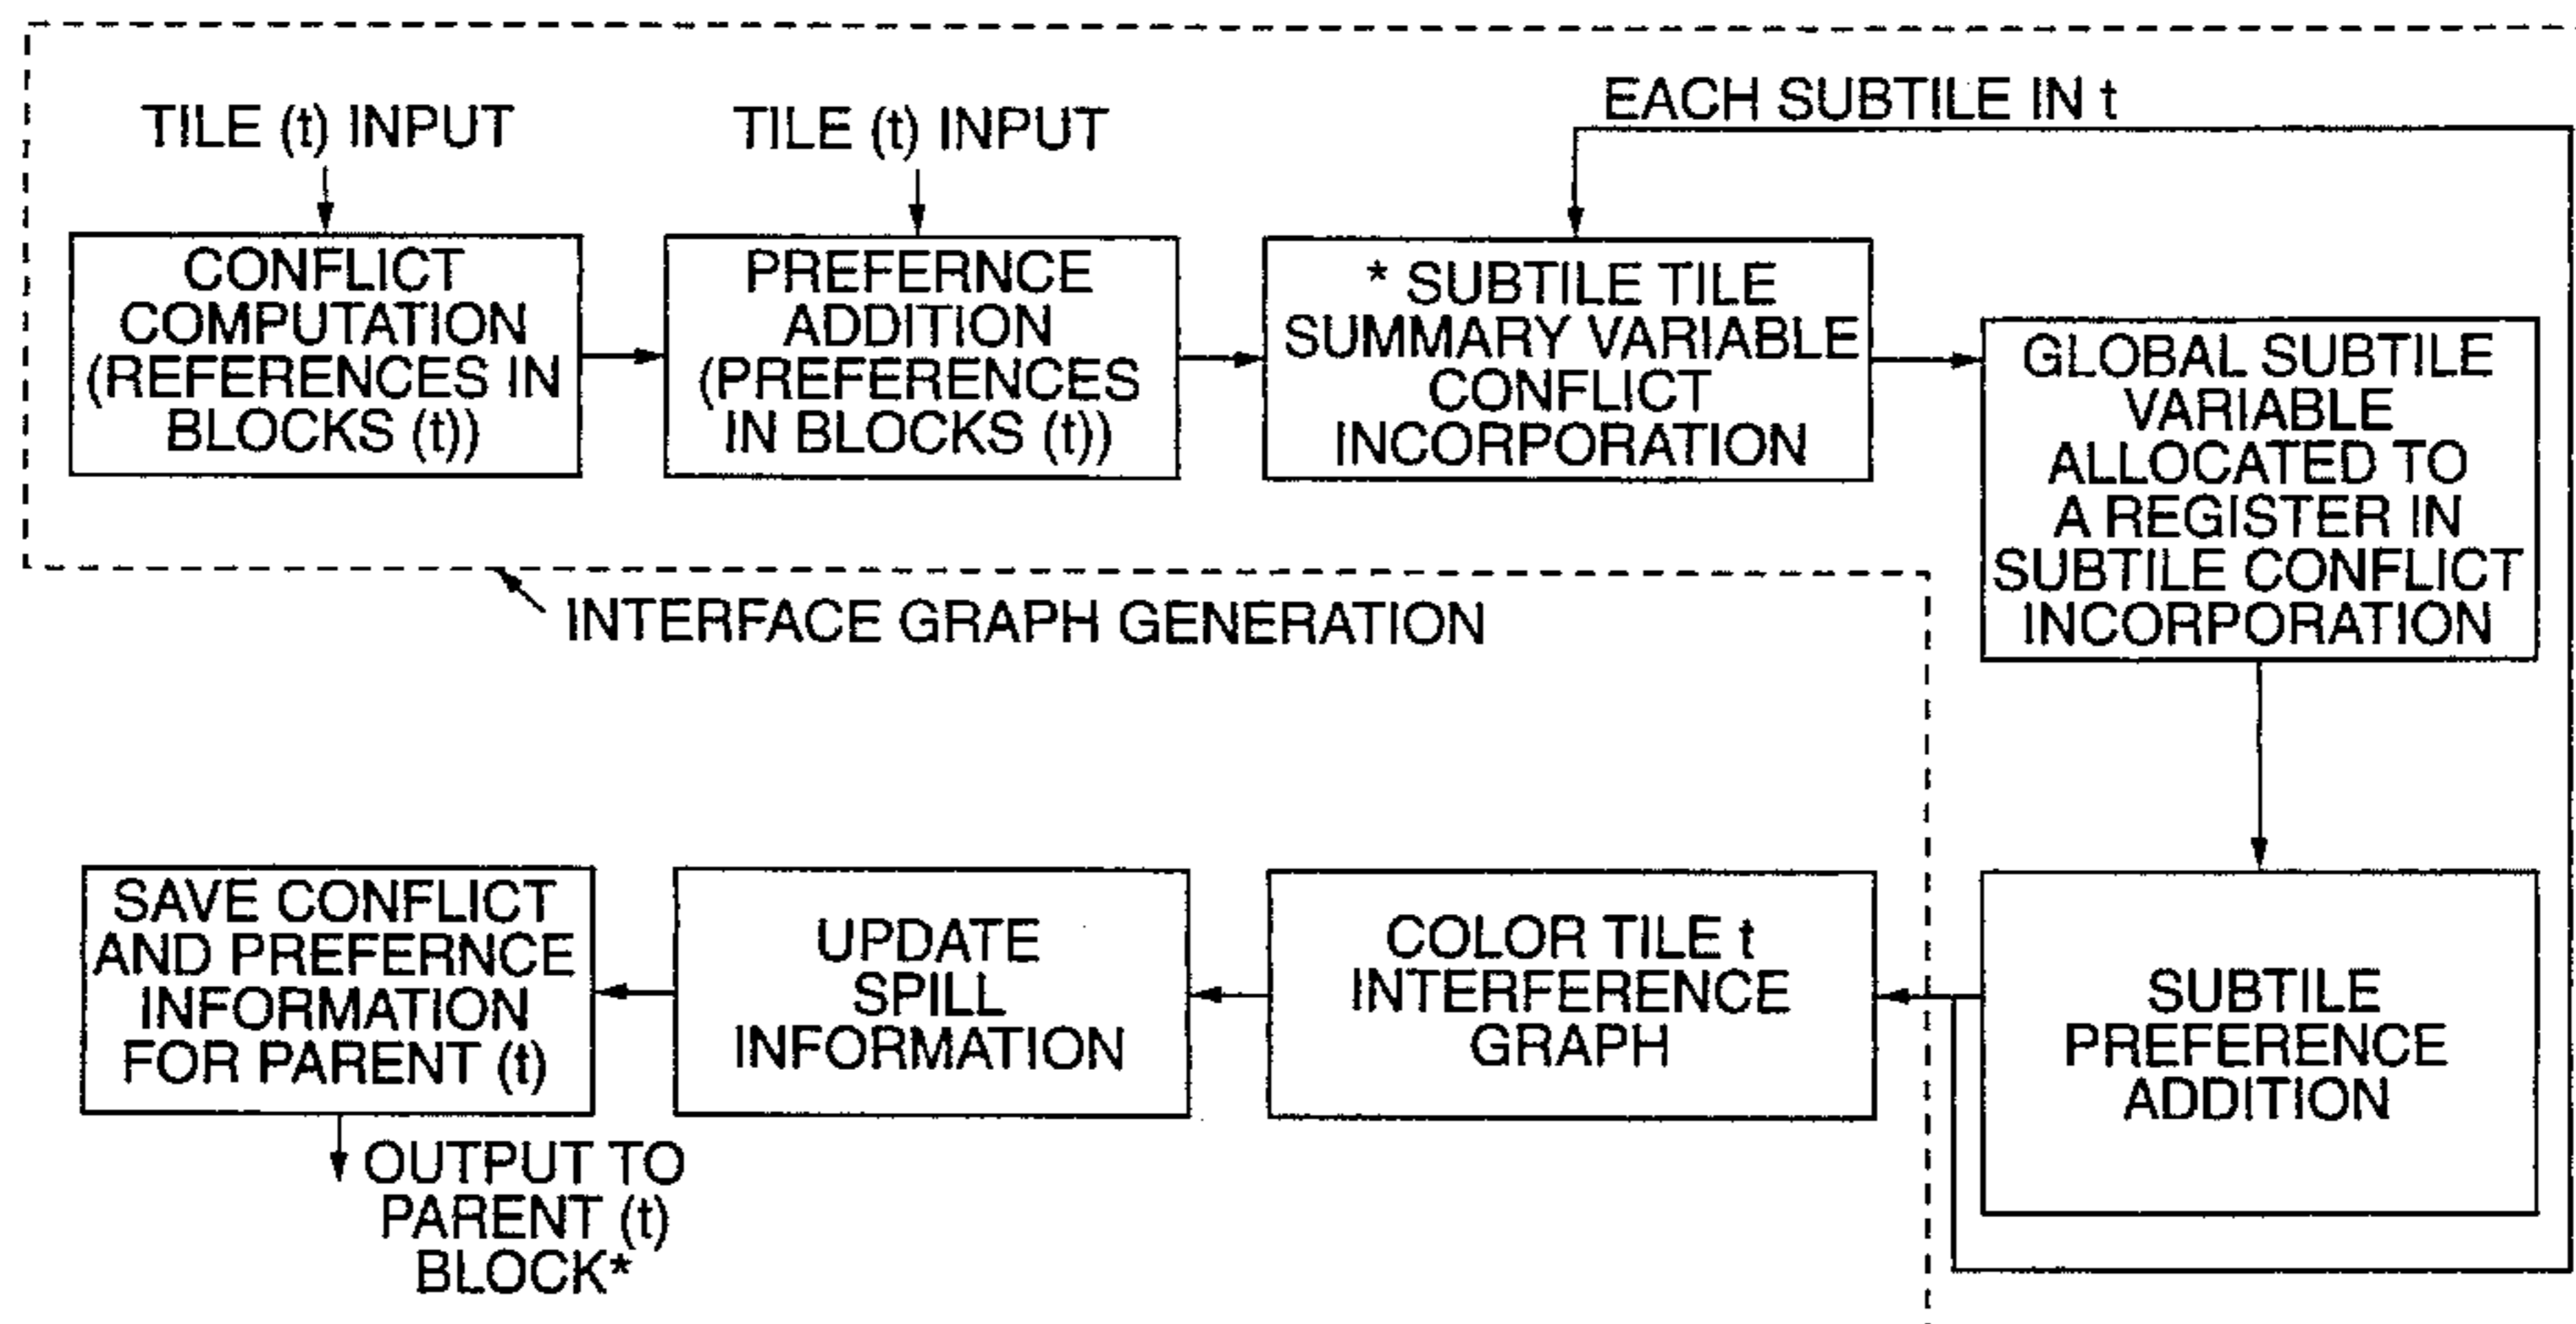 EACH SUBTILE IN t
TILE (t) INPUT
TILE (t) INPUT
CONFLICT
COMPUTATION
(REFERENCES IN
BLOCKS (t))
PREFERNCE
ADDITION
(PREFERENCES
IN BLOCKS (t))
* SUBTILE TILE
SUMMARY VARIABLE
CONFLICT
INCORPORATION
GLOBAL SUBTILE
VARIABLE
ALLOCATED TO
A REGISTER IN
SUBTILE CONFLICT
INCORPORATION
INTERFACE GRAPH GENERATION
SUBTILE
PREFERENCE
ADDITION
COLOR TILE t
INTERFERENCE
GRAPH
UPDATE
SPILL
INFORMATION
SAVE CONFLICT
AND PREFERNCE
INFORMATION
FOR PARENT (t)
OUTPUT TO
PARENT (t)
BLOCK*